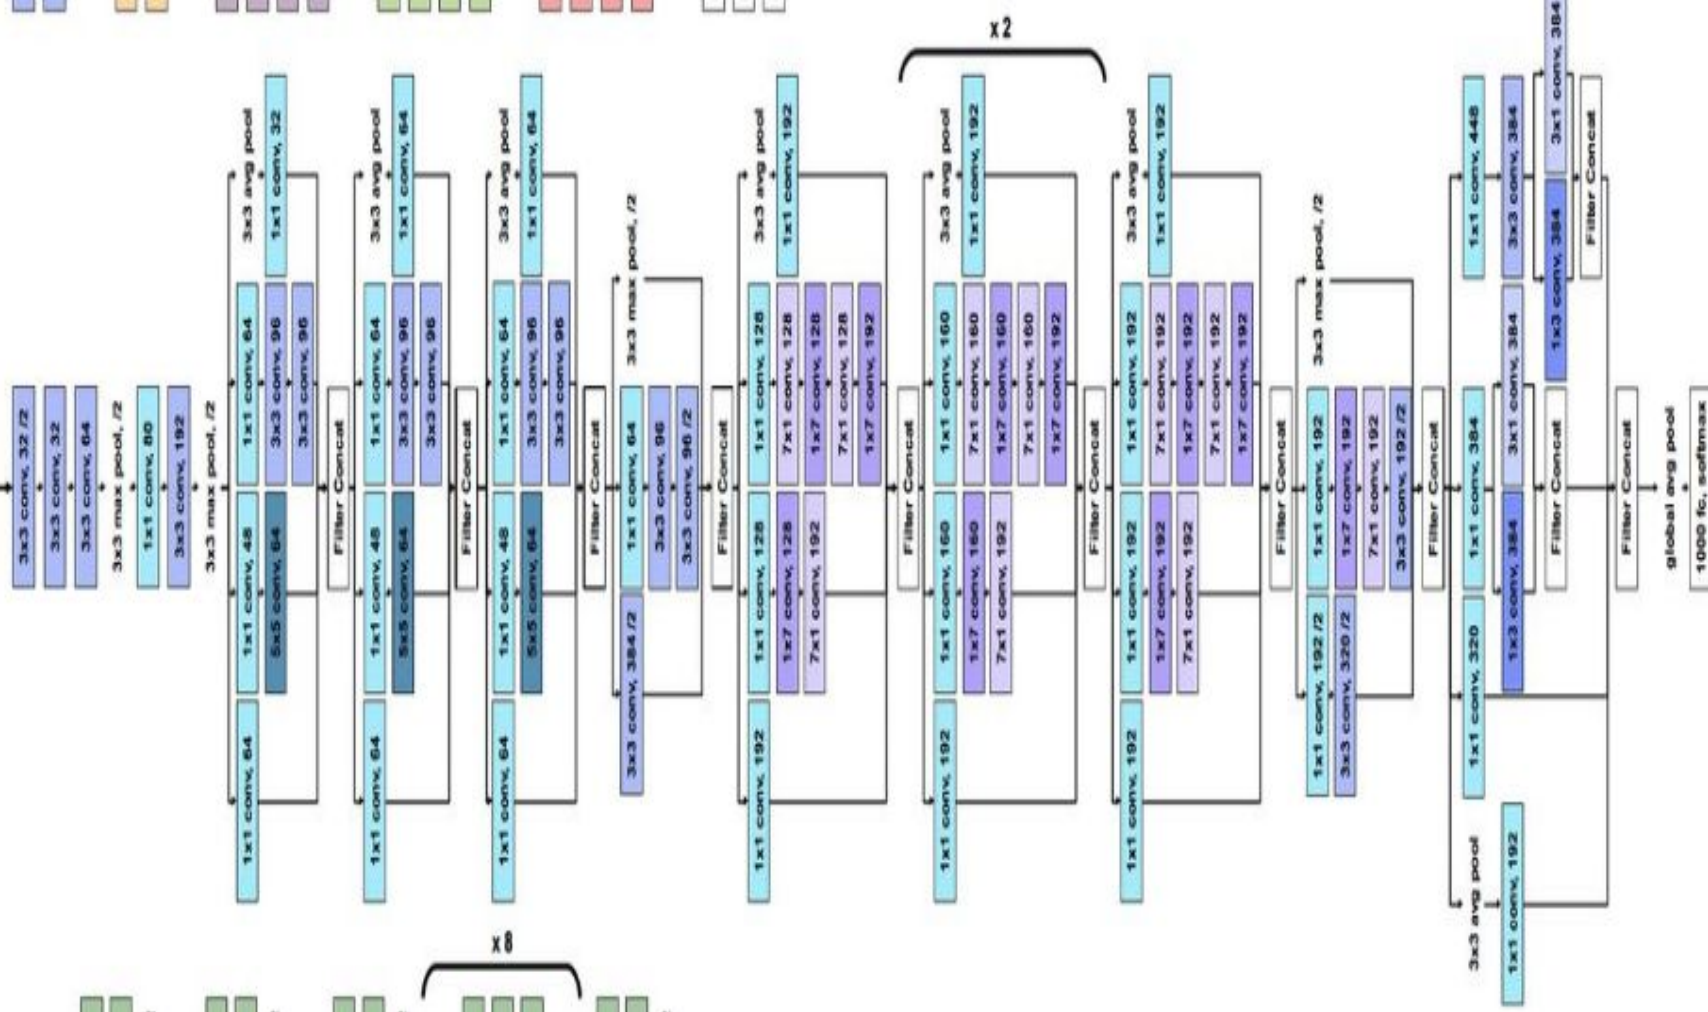 x 2
3x3 conv, 32 /2
3x3 conv, 32
3x3 conv, 64
3x3 max pool, /2
1x1 conv, 80
3x3 conv, 192
3x3 max pool, /2
3x3 avg pool
1x1 conv, 32
1x1 conv, 64
3x3 conv, 96
3x3 conv, 96
1x1 conv, 48
5x5 conv, 64
1x1 conv, 64
Filter Concat
3x3 avg pool
1x1 conv, 64
1x1 conv, 64
3x3 conv, 96
3x3 conv, 96
1x1 conv, 48
5x5 conv, 64
1x1 conv, 64
Filter Concat
3x3 avg pool
1x1 conv, 64
1x1 conv, 64
3x3 conv, 96
3x3 conv, 96
1x1 conv, 48
5x5 conv, 64
1x1 conv, 64
Filter Concat
3x3 max pool, /2
1x1 conv, 64
3x3 conv, 96
3x3 conv, 96 /2
3x3 conv, 384 /2
Filter Concat
3x3 avg pool
1x1 conv, 192
1x1 conv, 128
7x1 conv, 128
1x7 conv, 128
7x1 conv, 128
1x7 conv, 192
1x1 conv, 128
1x7 conv, 128
7x1 conv, 192
1x1 conv, 192
Filter Concat
3x3 avg pool
1x1 conv, 192
1x1 conv, 160
7x1 conv, 160
1x7 conv, 160
7x1 conv, 160
1x7 conv, 192
1x1 conv, 160
1x7 conv, 160
7x1 conv, 192
1x1 conv, 192
Filter Concat
3x3 avg pool
1x1 conv, 192
1x1 conv, 192
7x1 conv, 192
1x7 conv, 192
7x1 conv, 192
1x7 conv, 192
1x1 conv, 192
1x7 conv, 192
7x1 conv, 192
1x1 conv, 192
Filter Concat
3x3 max pool, /2
1x1 conv, 192
1x7 conv, 192
7x1 conv, 192
3x3 conv, 192 /2
1x1 conv, 192 /2
3x3 conv, 320 /2
Filter Concat
1x1 conv, 448
3x3 conv, 384
3x1 conv, 384
1x3 conv, 384
Filter Concat
1x1 conv, 384
3x1 conv, 384
1x3 conv, 384
Filter Concat
1x1 conv, 320
3x3 avg pool
1x1 conv, 192
Filter Concat
global avg pool
1000 fc, softmax
x 8